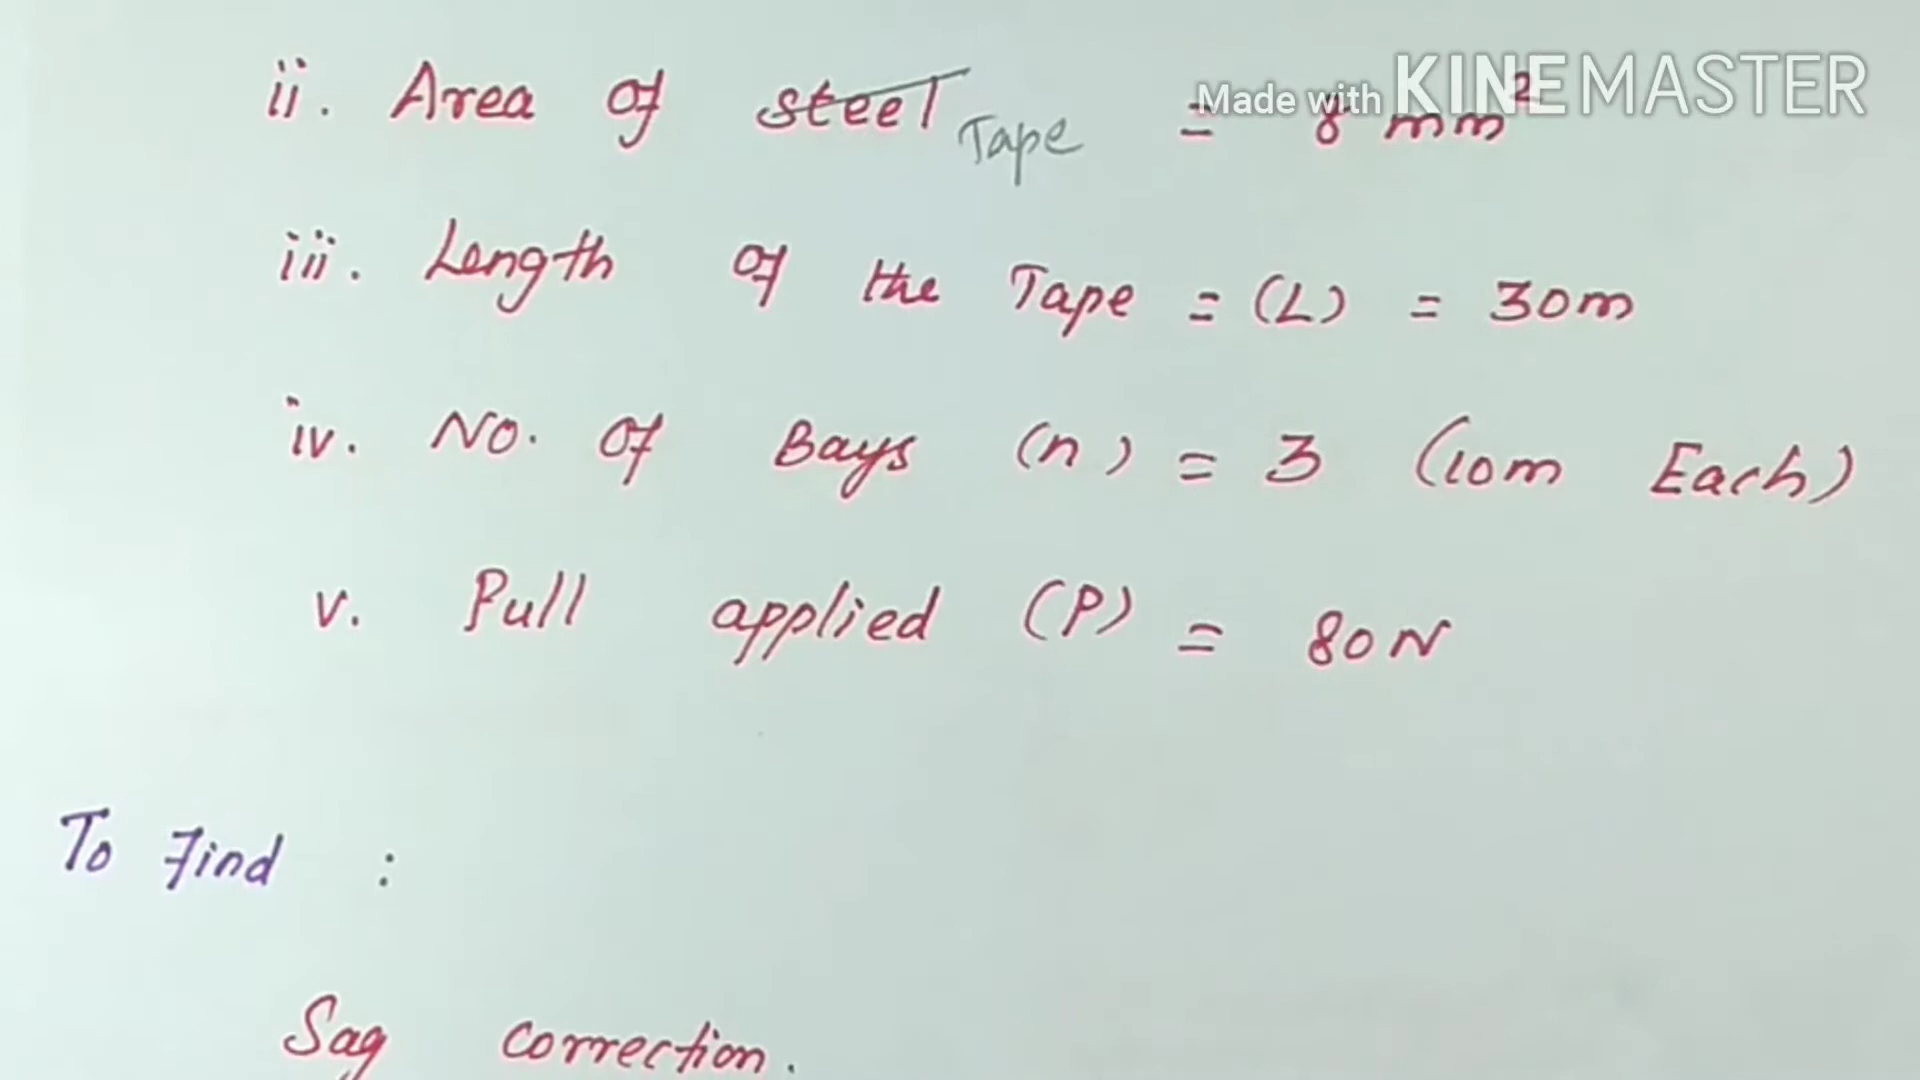 Made with KINEMASTER
ii. Area of steel Tape = 8 mm²
iii. Length of the Tape = (L) = 30m
iv. No. of Bays (n) = 3 (10m Each)
v. Pull applied (P) = 80N
To Find :
Sag correction.